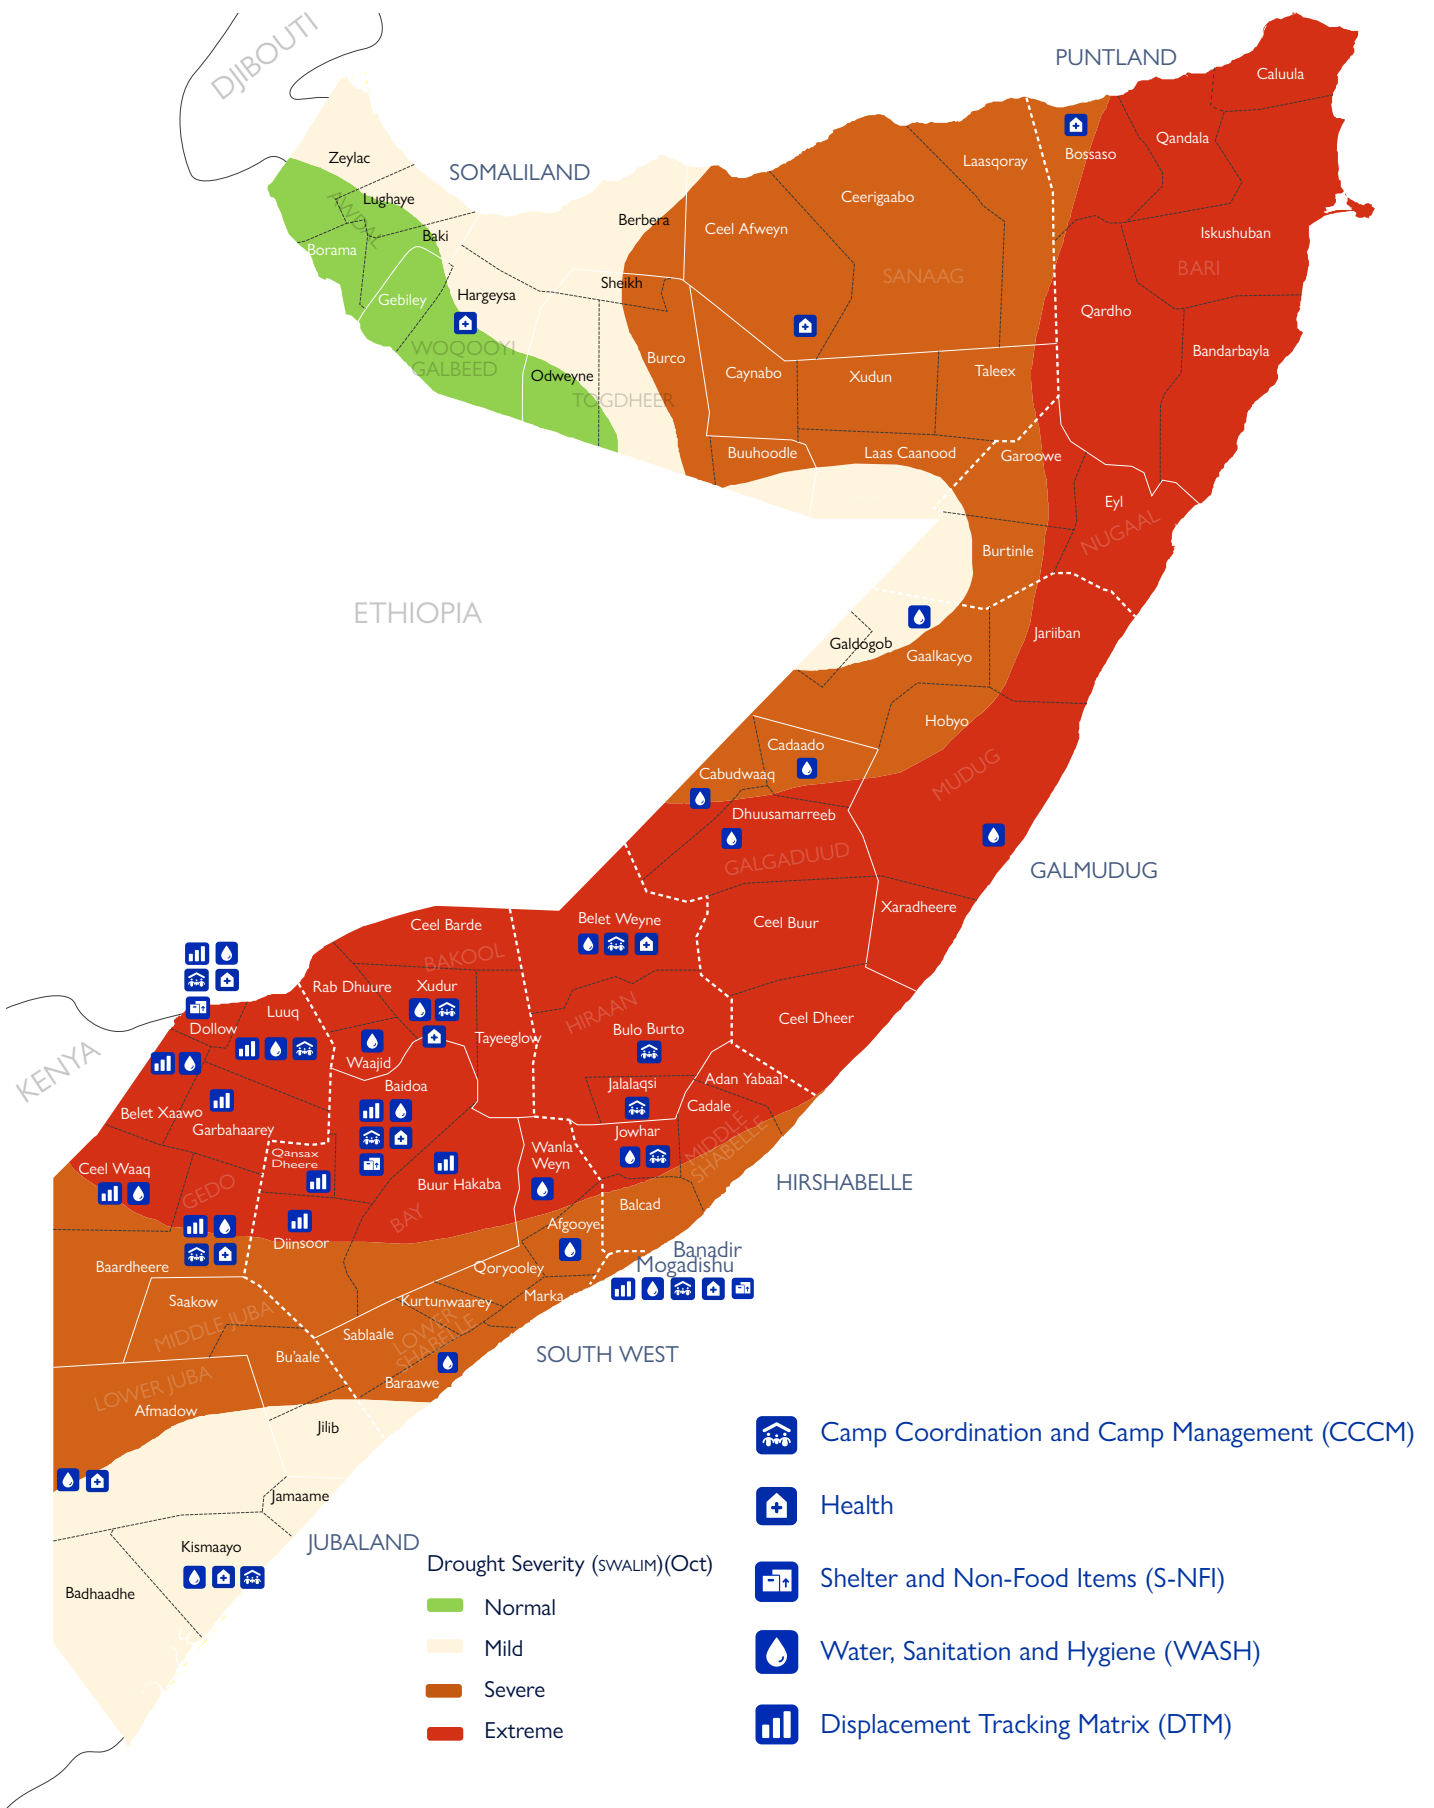 DJIBOUTI
PUNTLAND
Caluula
Qandala
Bossaso
Laasqoray
Zeylac
SOMALILAND
Lughaye
AWDAL
Ceerigaabo
Berbera
Ceel Afweyn
Baki
Borama
Iskushuban
BARI
SANAAG
Sheikh
Hargeysa
Gebiley
Qardho
WOQOOYI
GALBEED
Burco
Bandarbayla
Odweyne
Caynabo
Xudun
Taleex
TOGDHEER
Buuhoodle
Laas Caanood
Garoowe
Eyl
NUGAAL
Burtinle
ETHIOPIA
Galdogob
Gaalkacyo
Jariiban
Hobyo
Cadaado
Cabudwaaq
MUDUG
Dhuusamarreeb
GALGADUUD
GALMUDUG
Xaradheere
Ceel Barde
Belet Weyne
Ceel Buur
BAKOOL
Rab Dhuure
Xudur
Luuq
HIRAAN
Dollow
Tayeeglow
Bulo Burto
Ceel Dheer
KENYA
Waajid
Baidoa
Jalalaqsi
Adan Yabaal
Belet Xaawo
Garbahaarey
Cadale
Jowhar
MIDDLE
SHABELLE
Qansax
Dheere
Wanla
Weyn
Ceel Waaq
GEDO
Buur Hakaba
HIRSHABELLE
BAY
Balcad
Afgooye
Diinsoor
Banadir
Mogadishu
Baardheere
Qoryooley
Saakow
Kurtunwaarey
Marka
MIDDLE JUBA
Sablaale
LOWER
SHABELLE
Bu'aale
SOUTH WEST
LOWER JUBA
Baraawe
Afmadow
Jilib
Jamaame
Kismaayo
JUBALAND
Badhaadhe
Drought Severity (SWALIM)(Oct)
Normal
Mild
Severe
Extreme
Camp Coordination and Camp Management (CCCM)
Health
Shelter and Non-Food Items (S-NFI)
Water, Sanitation and Hygiene (WASH)
Displacement Tracking Matrix (DTM)